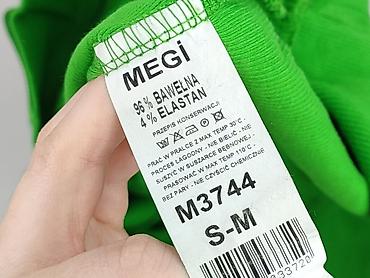 MEGi
96% BAWEŁNA
4% ELASTAN
PRZEPIS KONSERWACJI
PRAĆ W PRALCE Z MAX TEMP 30°C -
PROCES ŁAGODNY - NIE BIELIĆ - NIE
SUSZYĆ W SUSZARCE BĘBNOWEJ -
PRASOWAĆ W MAX TEMP 110°C -
BEZ PARY - NIE CZYŚCIĆ CHEMICZNIE
M3744
S-M
333720